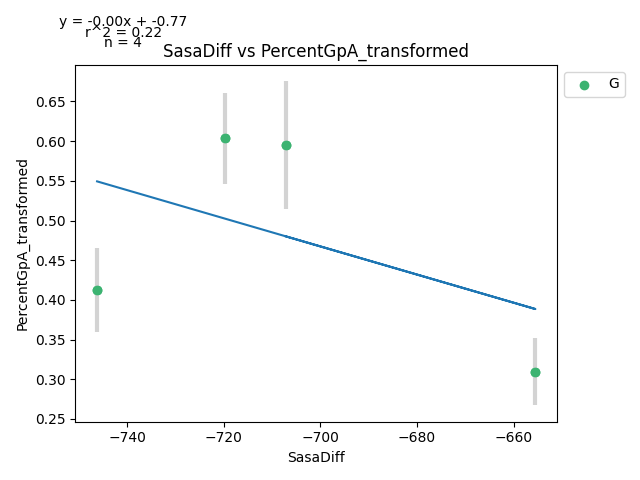 y = -0.00x + -0.77
r^2 = 0.22
n = 4
SasaDiff vs PercentGpA_transformed
G
PercentGpA_transformed
0.65
0.60
0.55
0.50
0.45
0.40
0.35
0.30
0.25
−740
−720
−700
−680
−660
SasaDiff